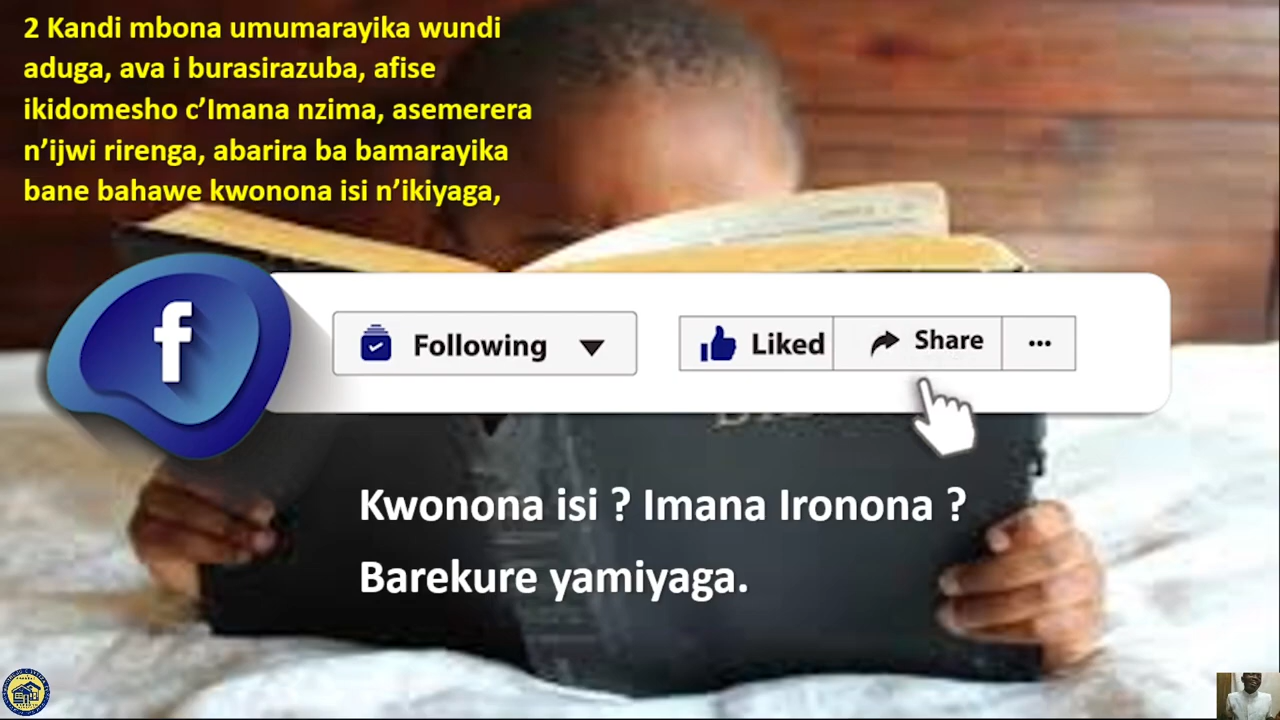 2 Kandi mbona umumarayika wundi
aduga, ava i burasirazuba, afise
ikidomesho c’Imana nzima, asemerera
n’ijwi rirenga, abarira ba bamarayika
bane bahawe kwonona isi n’ikiyaga,
f
Following
Liked
Share
Kwonona isi ? Imana Ironona ?
Barekure yamiyaga.